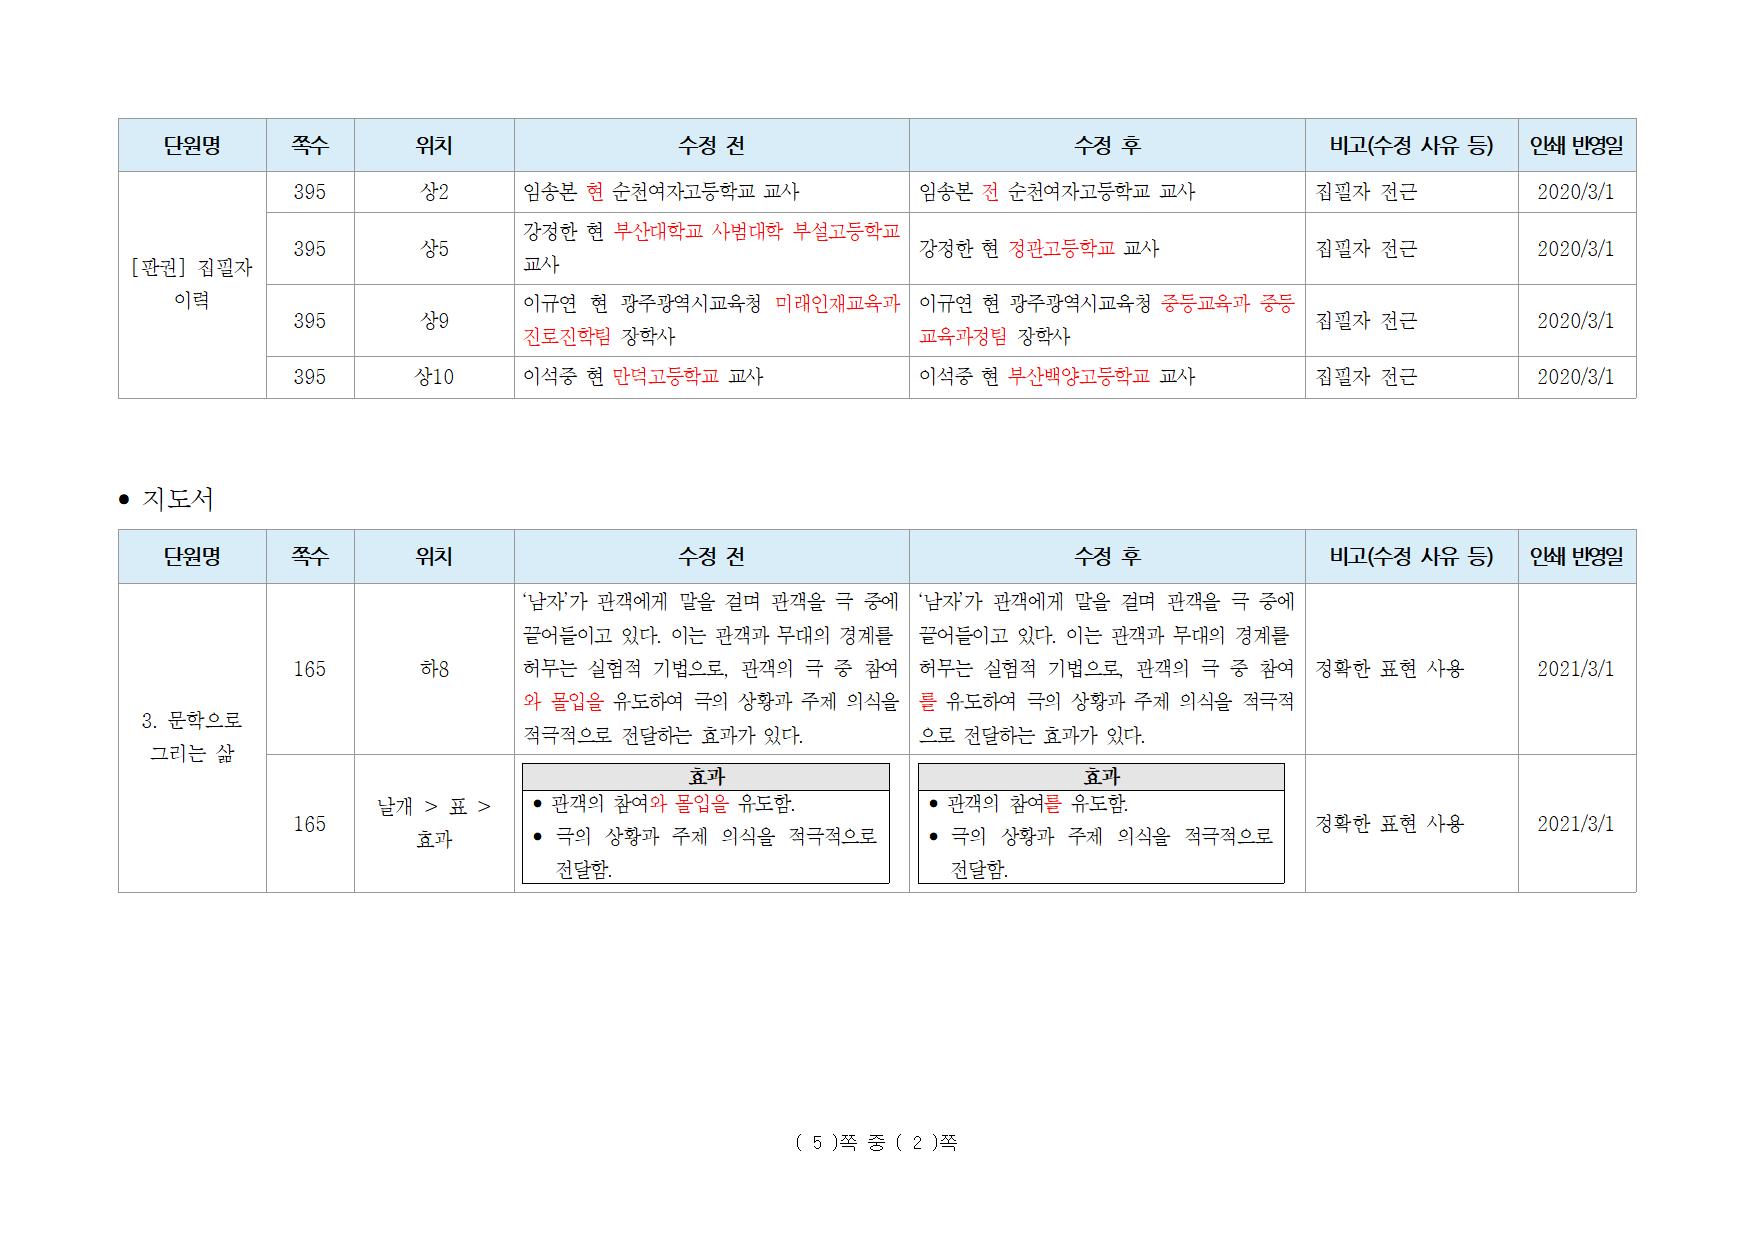 단원명 쪽수 위치 수정 전 수정 후 비고(수정 사유 등) 인쇄 반영일
[판권] 집필자
이력
395 상2 임송본 현 순천여자고등학교 교사 임송본 전 순천여자고등학교 교사 집필자 전근 2020/3/1
395 상5
강정한 현 부산대학교 사범대학 부설고등학교
교사
강정한 현 정관고등학교 교사
집필자 전근 2020/3/1
395 상9
이규연 현 광주광역시교육청 미래인재교육과
진로진학팀 장학사
이규연 현 광주광역시교육청 중등교육과 중등
교육과정팀 장학사
집필자 전근 2020/3/1
395 상10 이석중 현 만덕고등학교 교사 이석중 현 부산백양고등학교 교사 집필자 전근 2020/3/1
● 지도서
단원명 쪽수 위치 수정 전 수정 후 비고(수정 사유 등) 인쇄 반영일
3. 문학으로
그리는 삶
165 하8
‘남자’가 관객에게 말을 걸며 관객을 극 중에
끌어들이고 있다. 이는 관객과 무대의 경계를
허무는 실험적 기법으로, 관객의 극 중 참여
와 몰입을 유도하여 극의 상황과 주제 의식을
적극적으로 전달하는 효과가 있다.
‘남자’가 관객에게 말을 걸며 관객을 극 중에
끌어들이고 있다. 이는 관객과 무대의 경계를
허무는 실험적 기법으로, 관객의 극 중 참여
를 유도하여 극의 상황과 주제 의식을 적극적
으로 전달하는 효과가 있다.
정확한 표현 사용 2021/3/1
165
날개 > 표 >
효과
효과
● 관객의 참여와 몰입을 유도함.
● 극의 상황과 주제 의식을 적극적으로
전달함.
효과
● 관객의 참여를 유도함.
● 극의 상황과 주제 의식을 적극적으로
전달함.
정확한 표현 사용 2021/3/1
( 5 )쪽 중 ( 2 )쪽